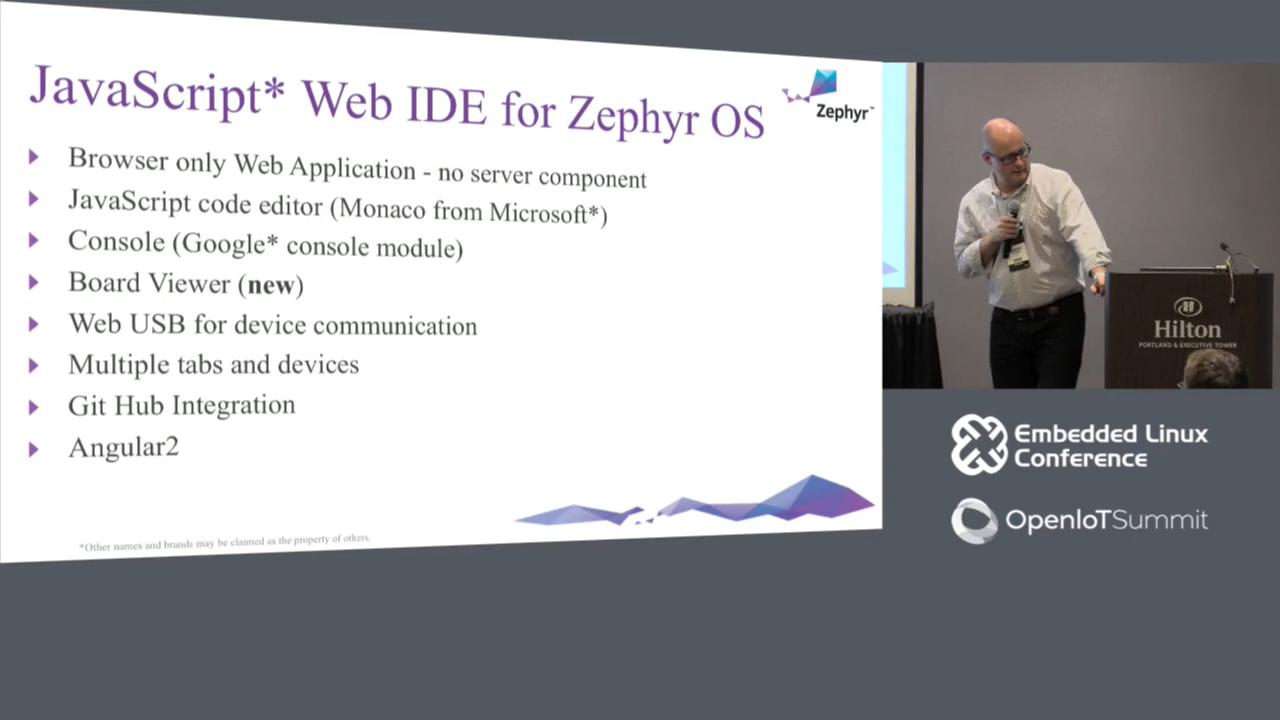 JavaScript* Web IDE for Zephyr OS
Zephyr™
Browser only Web Application - no server component
JavaScript code editor (Monaco from Microsoft*)
Console (Google* console module)
Board Viewer (new)
Web USB for device communication
Multiple tabs and devices
Git Hub Integration
Angular2
*Other names and brands may be claimed as the property of others.
Hilton
PORTLAND & EXECUTIVE TOWER
Embedded Linux
Conference
OpenIoTSummit